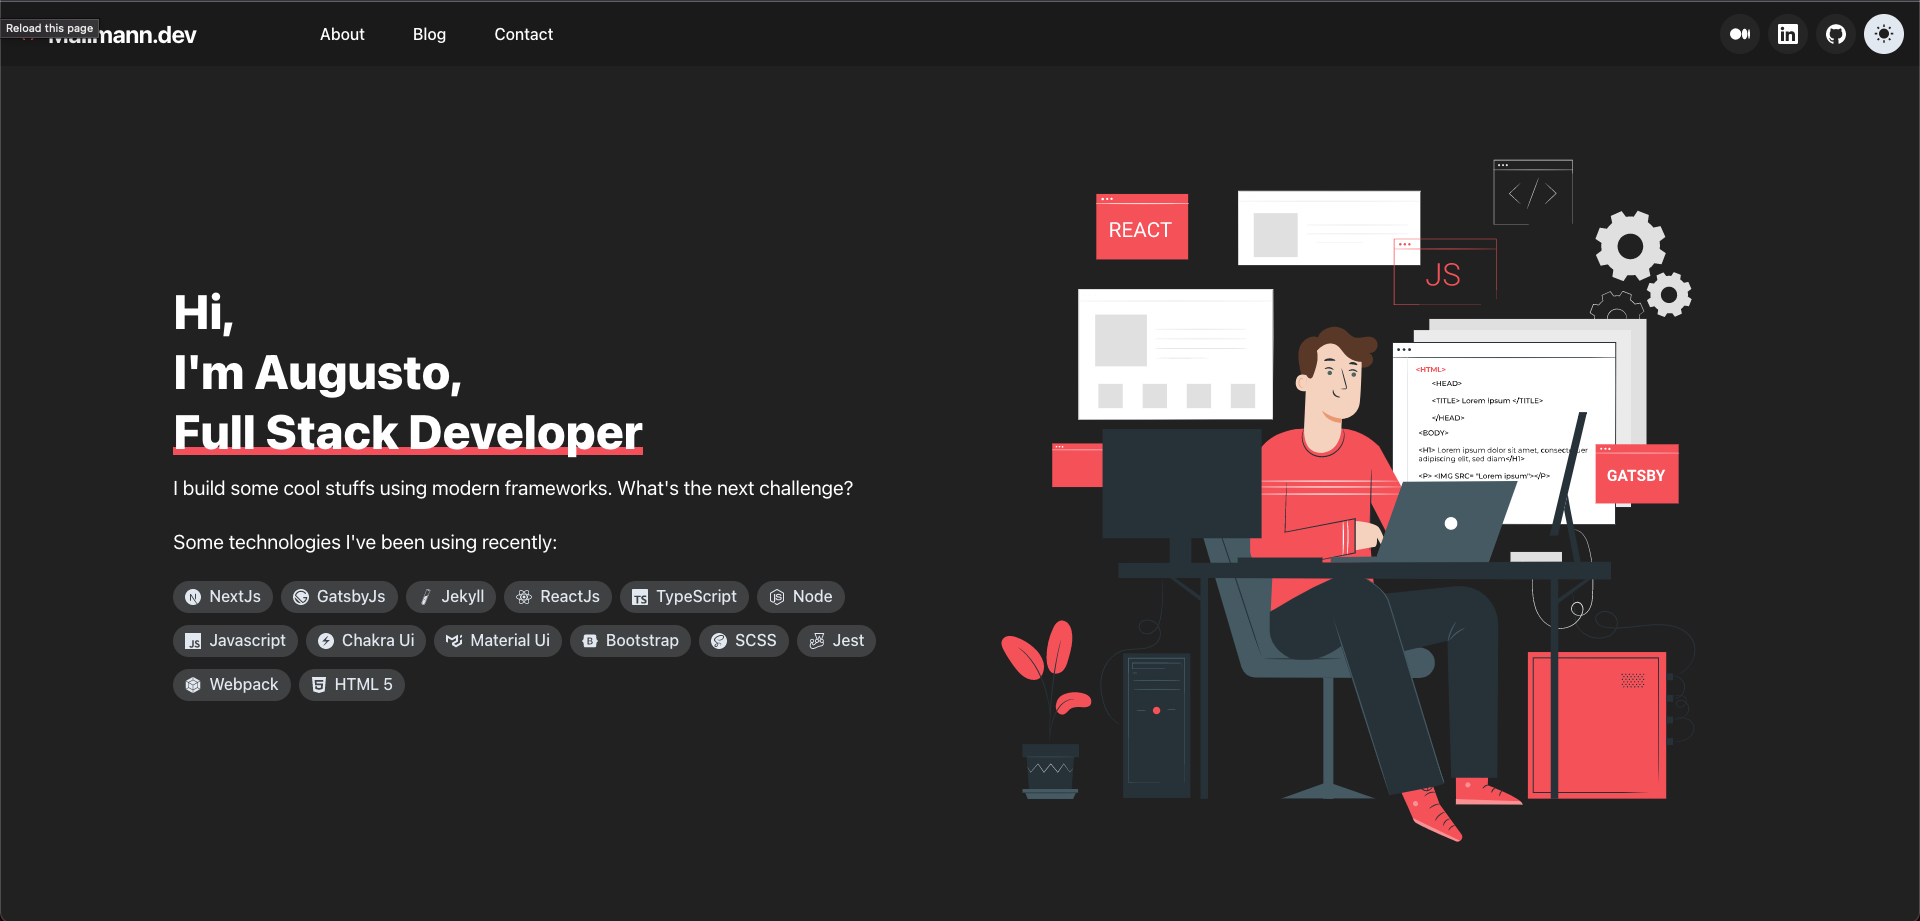 Reload this page
mann.dev
About
Blog
Contact
Hi,
I'm Augusto,
Full Stack Developer
I build some cool stuffs using modern frameworks. What's the next challenge?
Some technologies I've been using recently:
NextJs
GatsbyJs
Jekyll
ReactJs
TypeScript
Node
Javascript
Chakra Ui
Material Ui
Bootstrap
SCSS
Jest
Webpack
HTML 5
REACT
</>
JS
<HTML>
<HEAD>
<TITLE> Lorem Ipsum </TITLE>
</HEAD>
<BODY>
<H1> Lorem ipsum dolor sit amet,
adipiscing elit, sed diam</H1>
<P> <IMG SRC= "Lorem ipsum"></P>
GATSBY